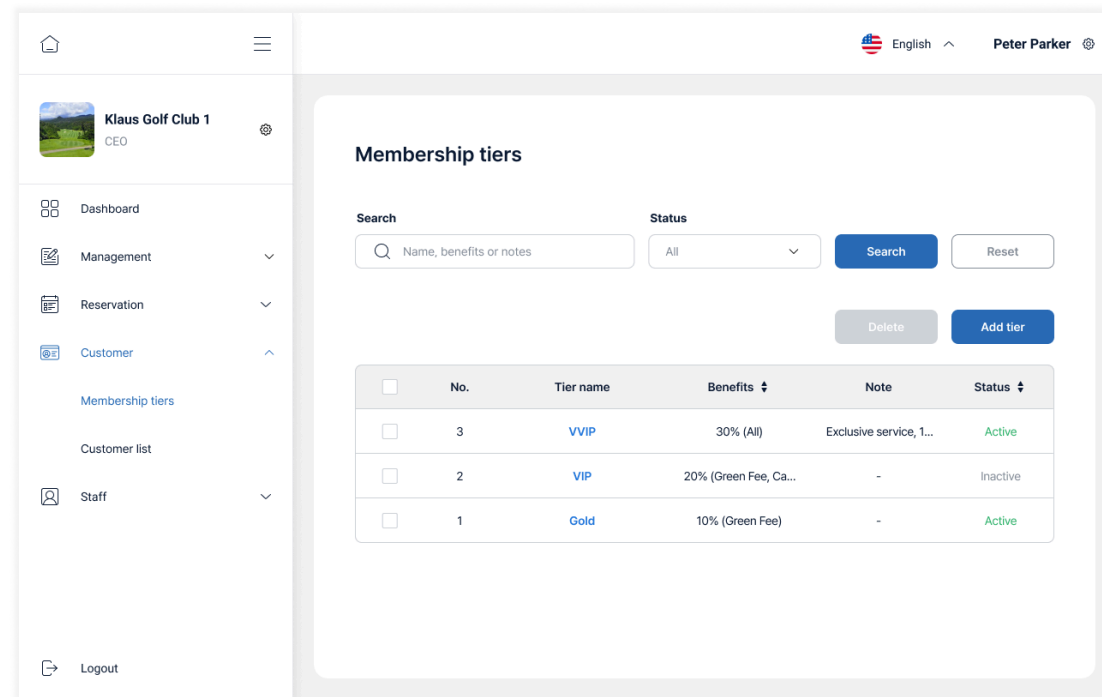 English
Peter Parker
Klaus Golf Club 1
CEO
Dashboard
Management
Reservation
Customer
Membership tiers
Customer list
Staff
Logout
Membership tiers
Search
Status
Name, benefits or notes
All
Search
Reset
Delete
Add tier
No. Tier name Benefits Note Status
3 VVIP 30% (All) Exclusive service, 1... Active
2 VIP 20% (Green Fee, Ca... - Inactive
1 Gold 10% (Green Fee) - Active